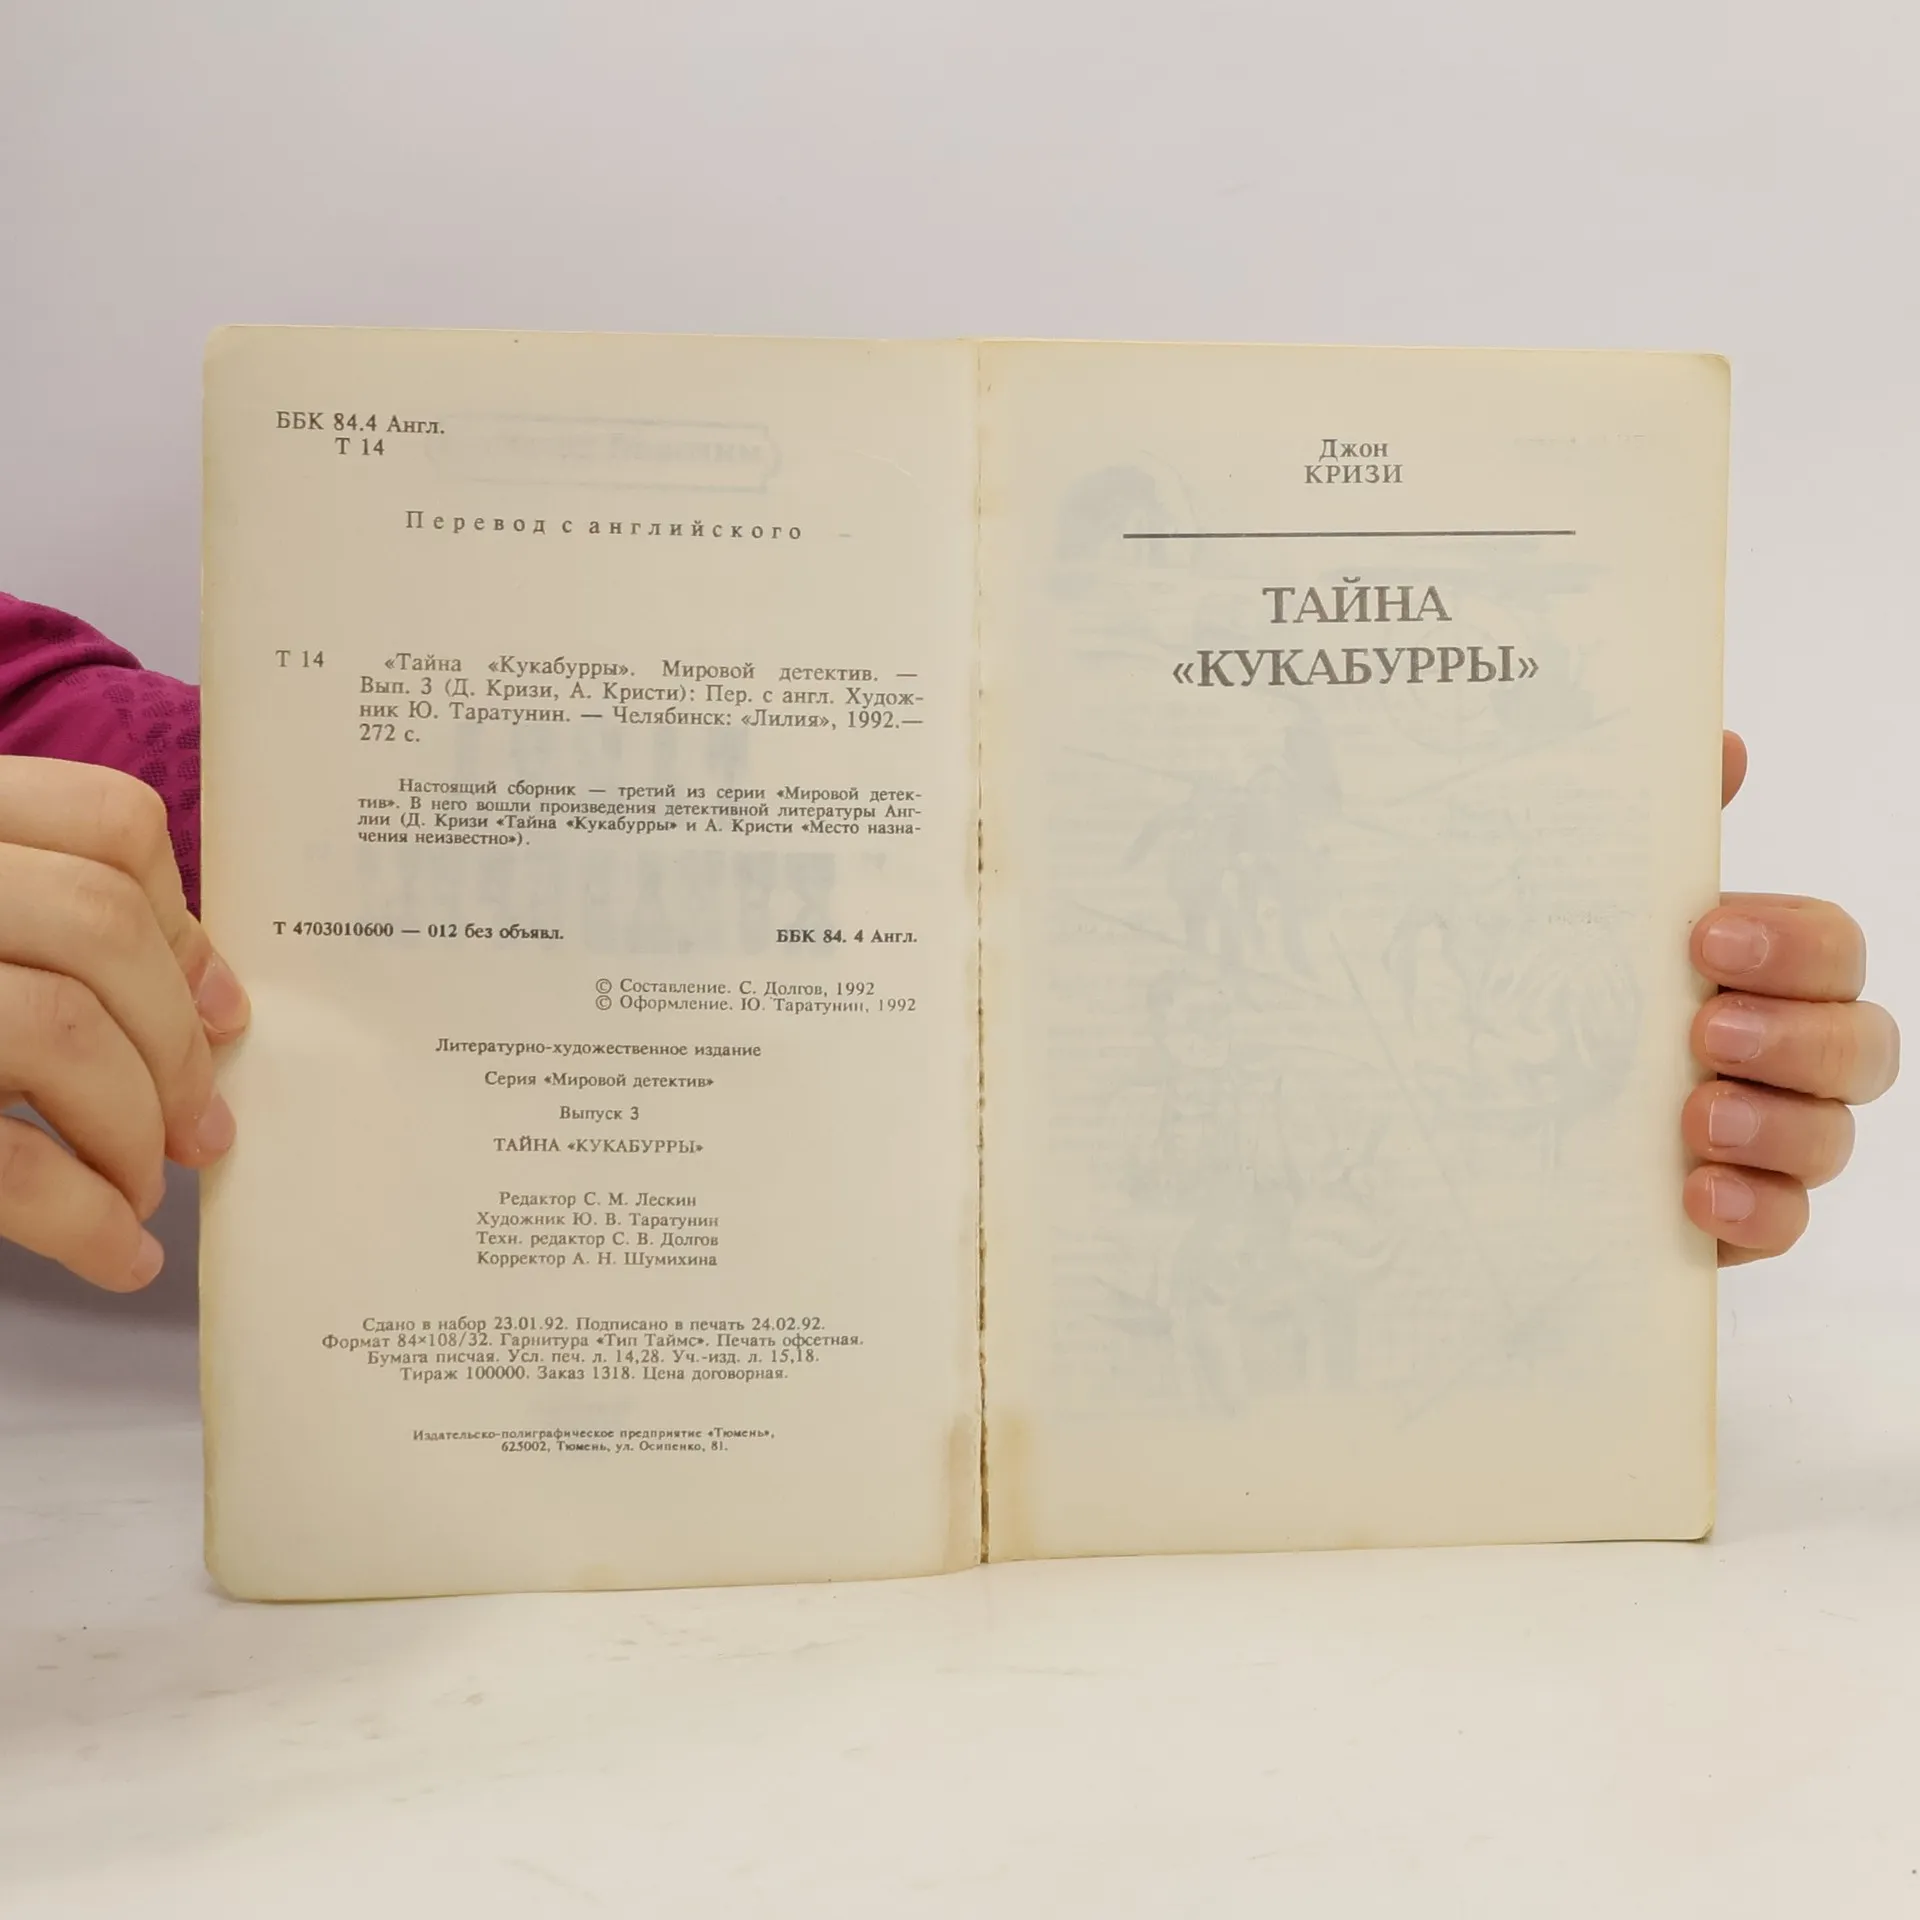 ББК 84.4 Англ.
Т 14
Перевод с английского
Т 14
«Тайна «Кукабурры». Мировой детектив. —
Вып. 3 (Д. Кризи, А. Кристи): Пер. с англ. Худож-
ник Ю. Таратунин. — Челябинск: «Лилия», 1992.—
272 с.
Настоящий сборник — третий из серии «Мировой детек-
тив». В него вошли произведения детективной литературы Анг-
лии (Д. Кризи «Тайна «Кукабурры» и А. Кристи «Место назна-
чения неизвестно»).
Т 4703010600 — 012 без объявл.
ББК 84. 4 Англ.
© Составление. С. Долгов, 1992
© Оформление. Ю. Таратунин, 1992
Литературно-художественное издание
Серия «Мировой детектив»
Выпуск 3
ТАЙНА «КУКАБУРРЫ»
Редактор С. М. Лескин
Художник Ю. В. Таратунин
Техн. редактор С. В. Долгов
Корректор А. Н. Шумихина
Сдано в набор 23.01.92. Подписано в печать 24.02.92.
Формат 84×108/32. Гарнитура «Тип Таймс». Печать офсетная.
Бумага писчая. Усл. печ. л. 14,28. Уч.-изд. л. 15,18.
Тираж 100000. Заказ 1318. Цена договорная.
Издательско-полиграфическое предприятие «Тюмень»,
625002, Тюмень, ул. Осипенко, 81.
Джон
КРИЗИ
ТАЙНА
«КУКАБУРРЫ»